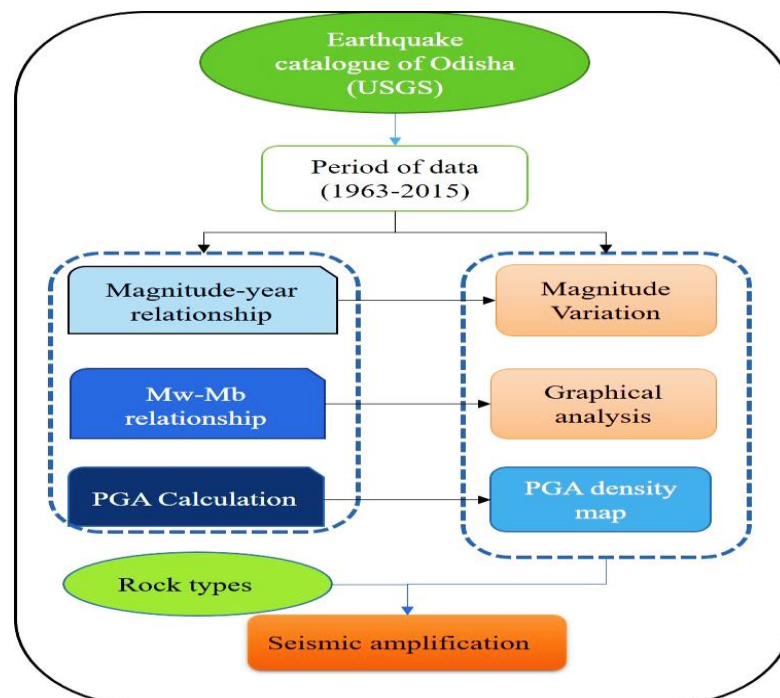 Earthquake
catalogue of Odisha
(USGS)
Period of data
(1963-2015)
Magnitude-year
relationship
Magnitude
Variation
Mw-Mb
relationship
Graphical
analysis
PGA Calculation
PGA density
map
Rock types
Seismic amplification